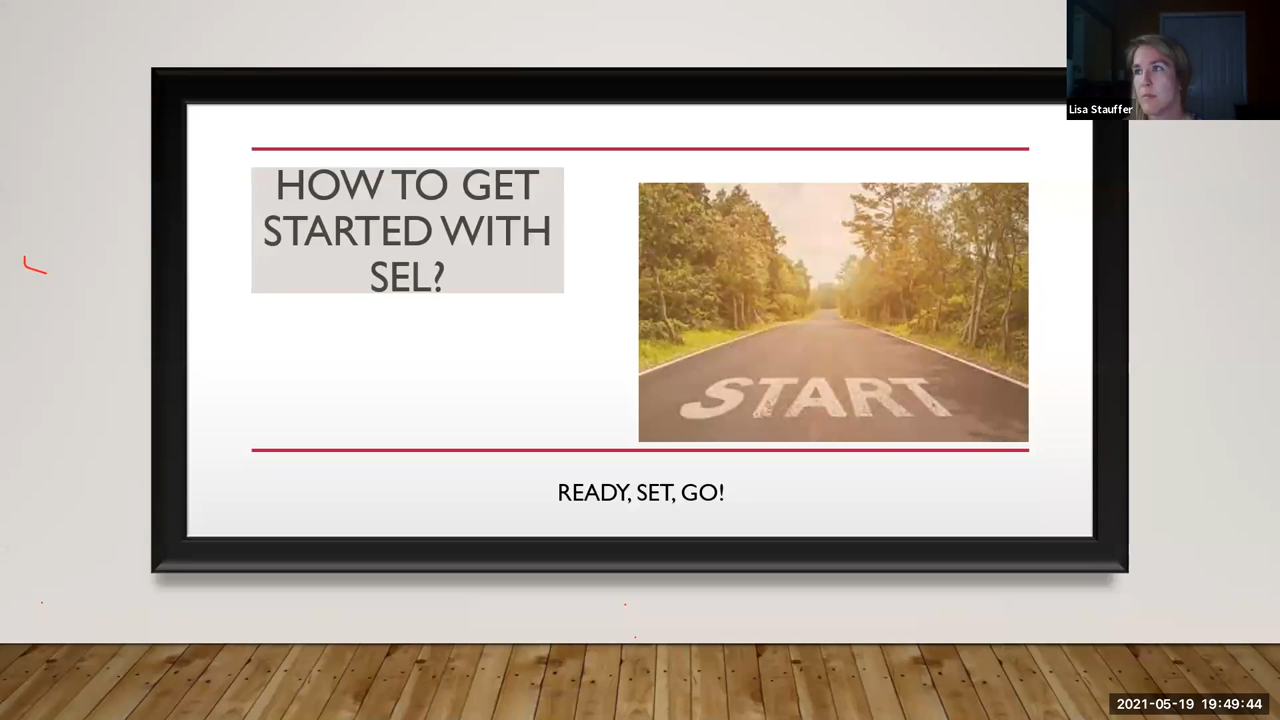 Lisa Stauffer
HOW TO GET
STARTED WITH
SEL?
START
READY, SET, GO!
2021-05-19 19:49:44